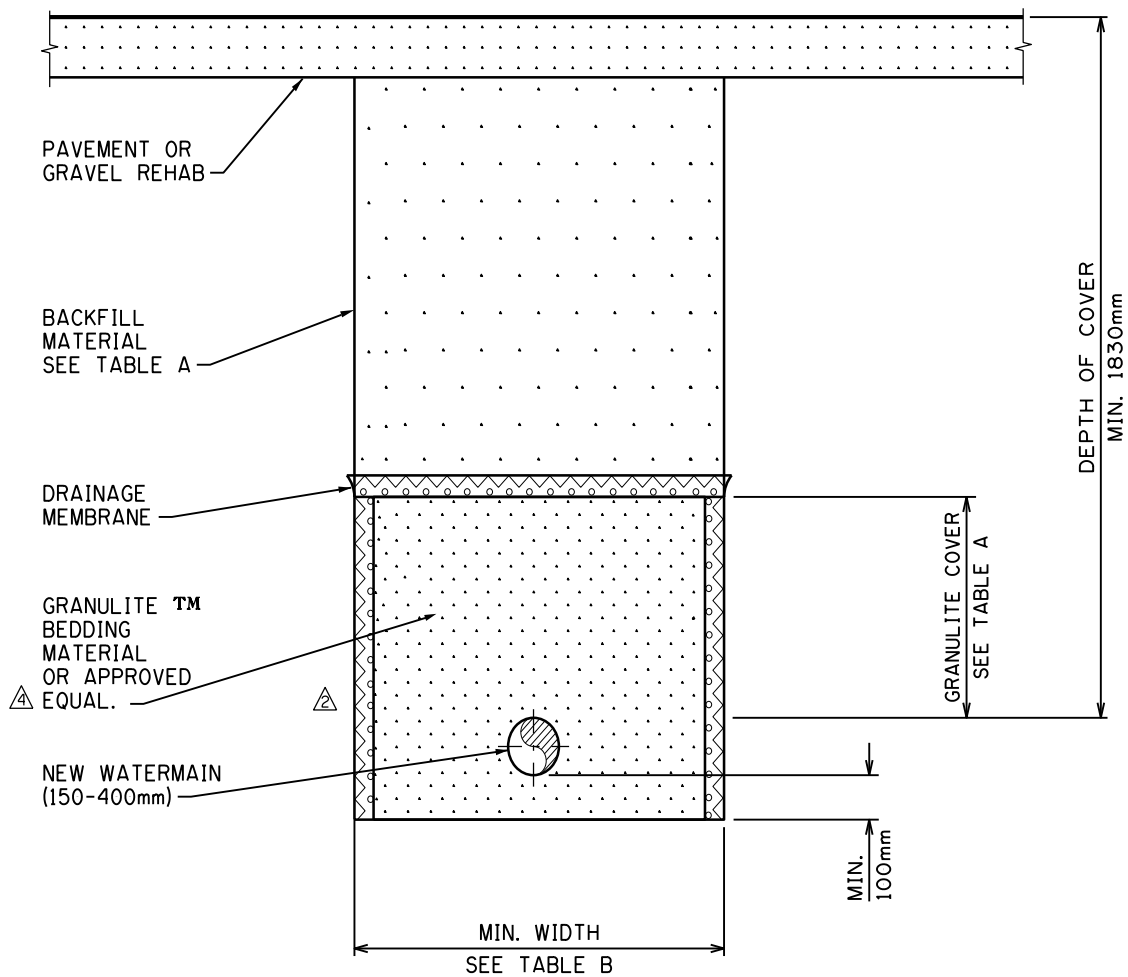 PAVEMENT OR
GRAVEL REHAB
BACKFILL
MATERIAL
SEE TABLE A
DRAINAGE
MEMBRANE
GRANULITE TM
BEDDING
MATERIAL
OR APPROVED
4 EQUAL.
2
NEW WATERMAIN
(150-400mm)
DEPTH OF COVER
MIN. 1830mm
GRANULITE COVER
SEE TABLE A
MIN.
100mm
MIN. WIDTH
SEE TABLE B